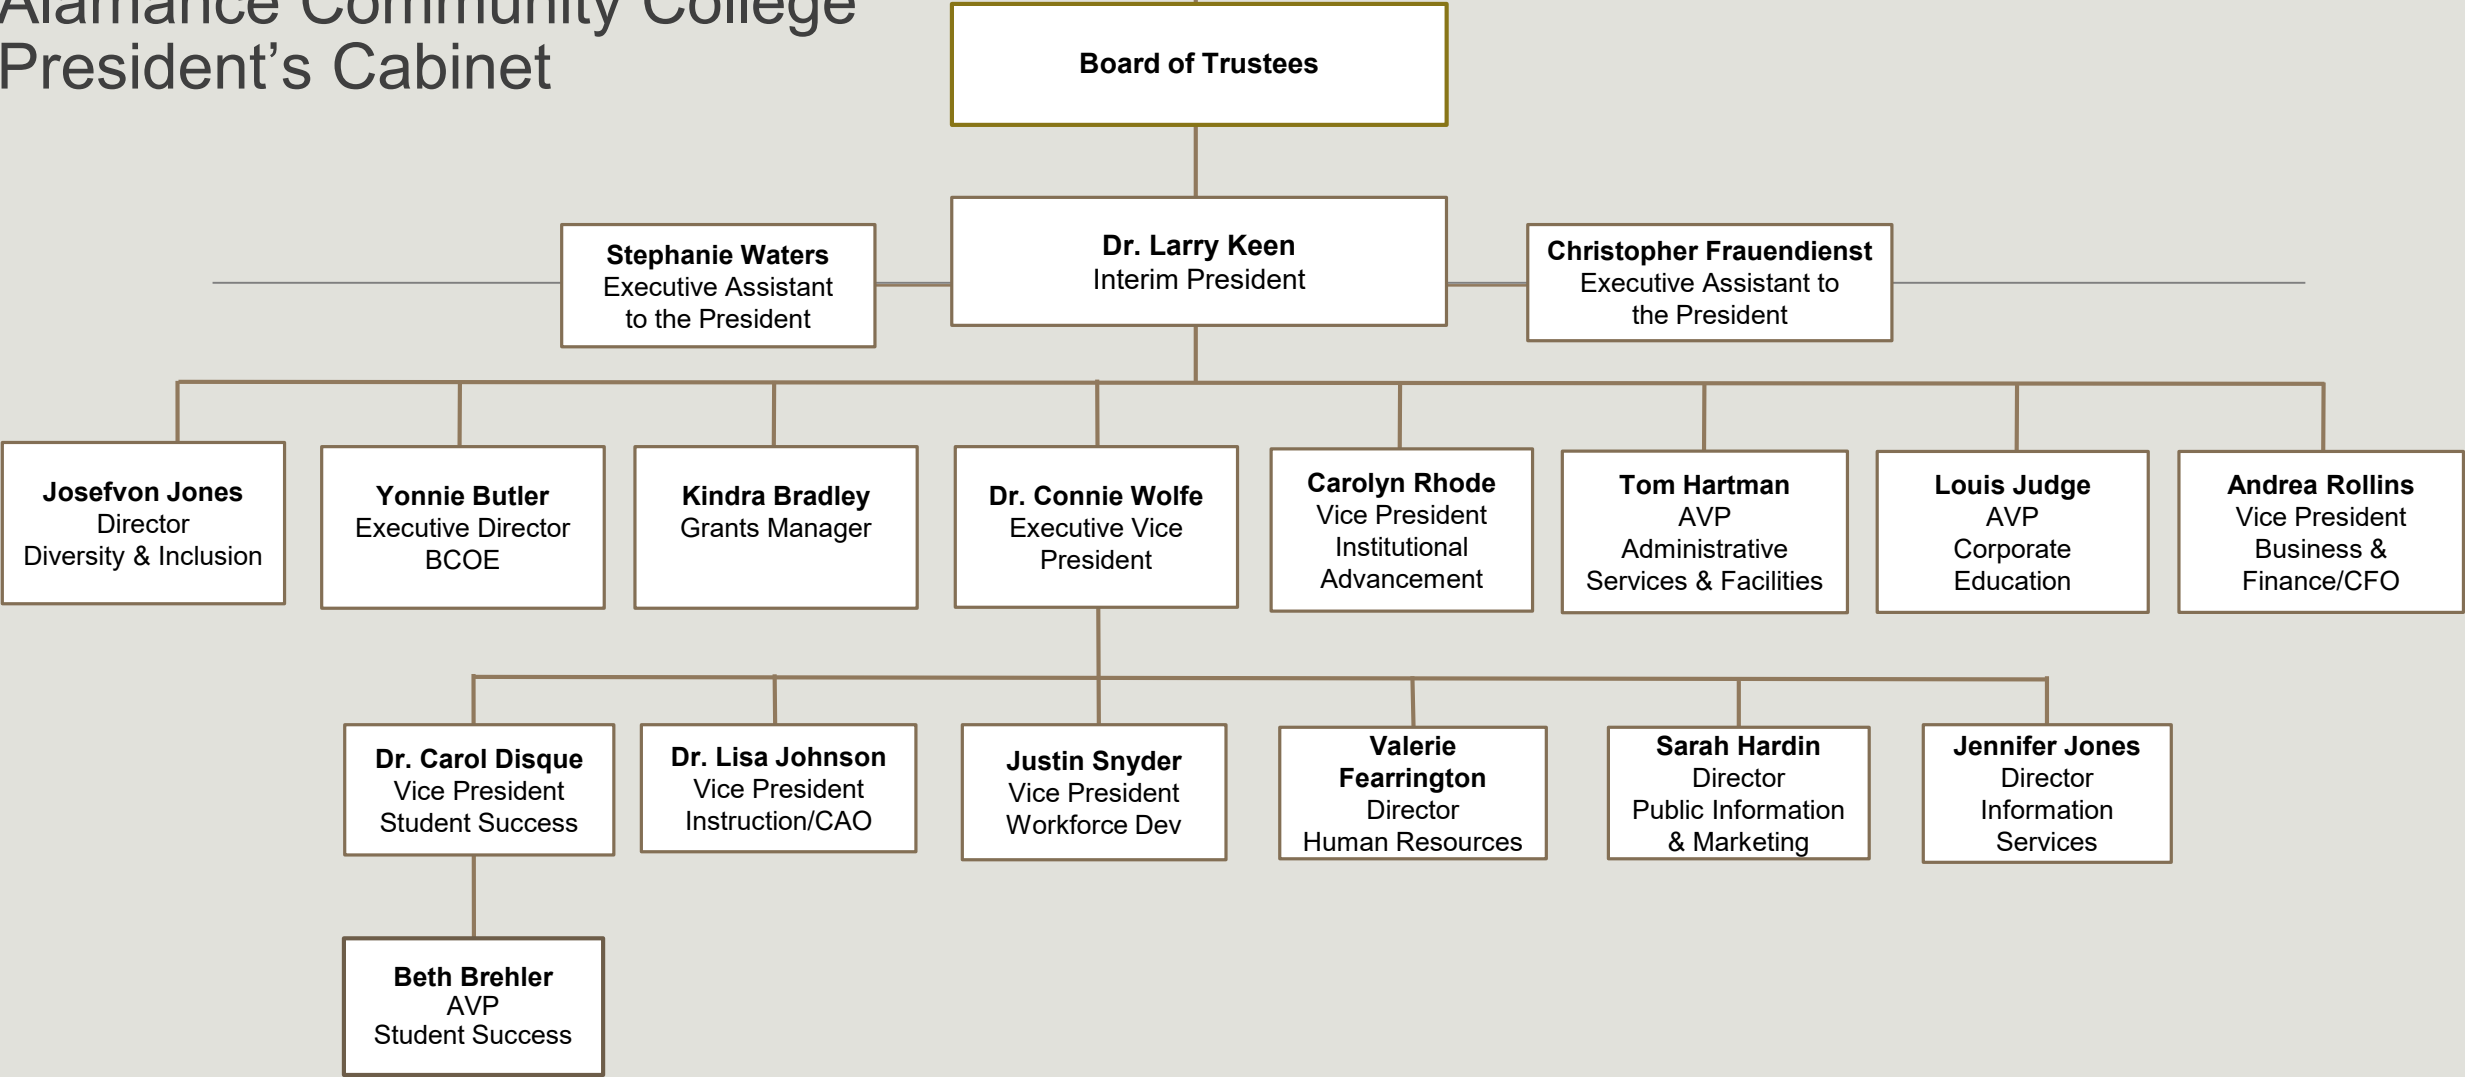 Alamance Community College
President's Cabinet
Board of Trustees
Stephanie Waters
Executive Assistant
to the President
Dr. Larry Keen
Interim President
Christopher Frauendienst
Executive Assistant to
the President
Josefvon Jones
Director
Diversity & Inclusion
Yonnie Butler
Executive Director
BCOE
Kindra Bradley
Grants Manager
Dr. Connie Wolfe
Executive Vice
President
Carolyn Rhode
Vice President
Institutional
Advancement
Tom Hartman
AVP
Administrative
Services & Facilities
Louis Judge
AVP
Corporate
Education
Andrea Rollins
Vice President
Business &
Finance/CFO
Dr. Carol Disque
Vice President
Student Success
Dr. Lisa Johnson
Vice President
Instruction/CAO
Justin Snyder
Vice President
Workforce Dev
Valerie
Fearrington
Director
Human Resources
Sarah Hardin
Director
Public Information
& Marketing
Jennifer Jones
Director
Information
Services
Beth Brehler
AVP
Student Success